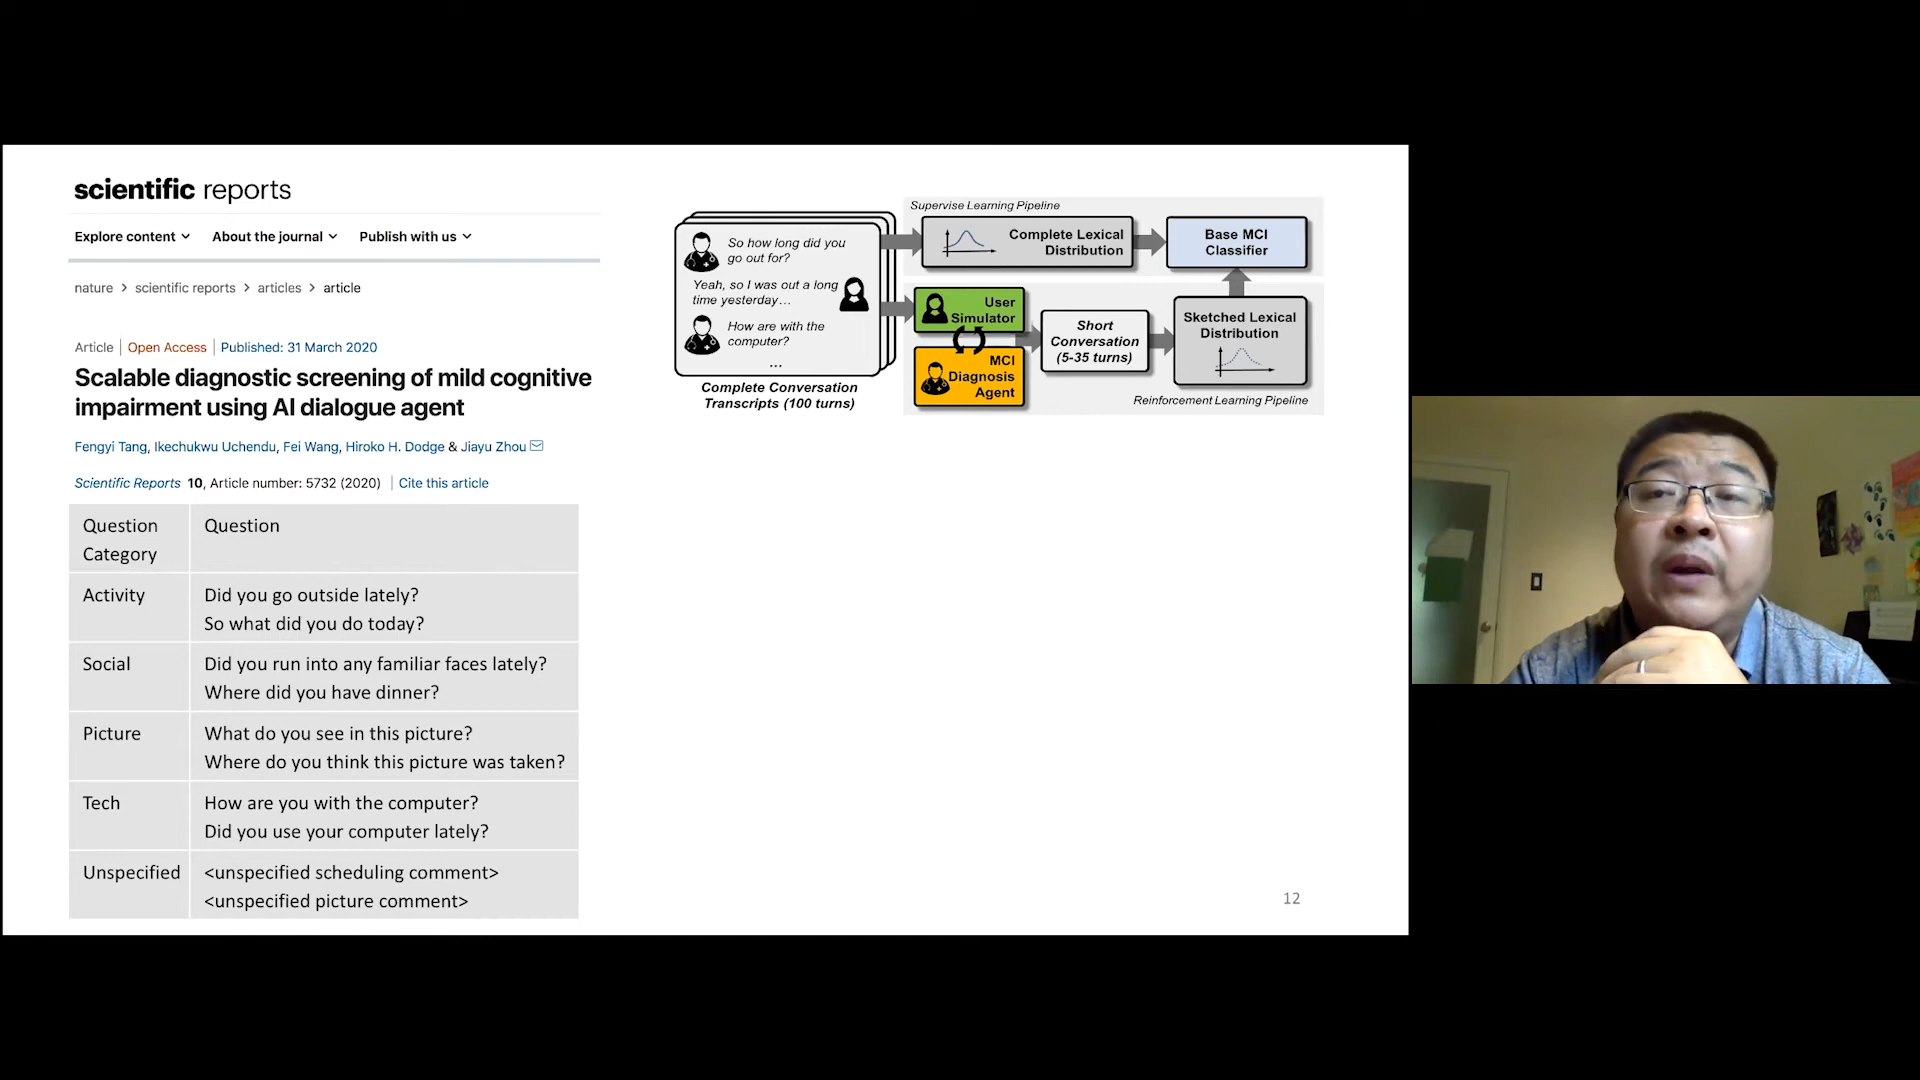 scientific reports
Explore content
About the journal
Publish with us
nature > scientific reports > articles > article
Article | Open Access | Published: 31 March 2020
Scalable diagnostic screening of mild cognitive
impairment using AI dialogue agent
Fengyi Tang, Ikechukwu Uchendu, Fei Wang, Hiroko H. Dodge & Jiayu Zhou
Scientific Reports 10, Article number: 5732 (2020) | Cite this article
Question
Category
Question
Activity
Did you go outside lately?
So what did you do today?
Social
Did you run into any familiar faces lately?
Where did you have dinner?
Picture
What do you see in this picture?
Where do you think this picture was taken?
Tech
How are you with the computer?
Did you use your computer lately?
Unspecified
<unspecified scheduling comment>
<unspecified picture comment>
So how long did you
go out for?
Yeah, so I was out a long
time yesterday...
How are with the
computer?
...
Complete Conversation
Transcripts (100 turns)
Supervise Learning Pipeline
Complete Lexical
Distribution
Base MCI
Classifier
User
Simulator
MCI
Diagnosis
Agent
Short
Conversation
(5-35 turns)
Sketched Lexical
Distribution
Reinforcement Learning Pipeline
12